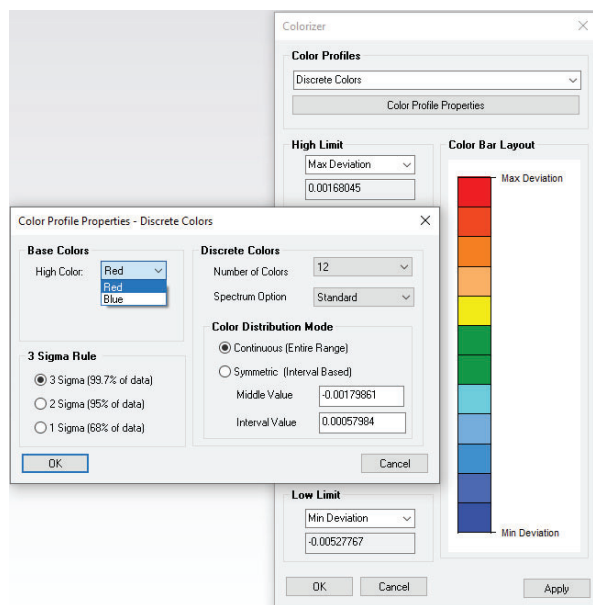 Colorizer
Color Profiles
Discrete Colors
Color Profile Properties
High Limit
Max Deviation
0.00168045
Color Bar Layout
Max Deviation
Min Deviation
Color Profile Properties - Discrete Colors
Base Colors
High Color: Red
Red
Blue
3 Sigma Rule
3 Sigma (99.7% of data)
2 Sigma (95% of data)
1 Sigma (68% of data)
Discrete Colors
Number of Colors 12
Spectrum Option Standard
Color Distribution Mode
Continuous (Entire Range)
Symmetric (Interval Based)
Middle Value -0.00179861
Interval Value 0.00057984
OK Cancel
Low Limit
Min Deviation
-0.00527767
OK Cancel Apply